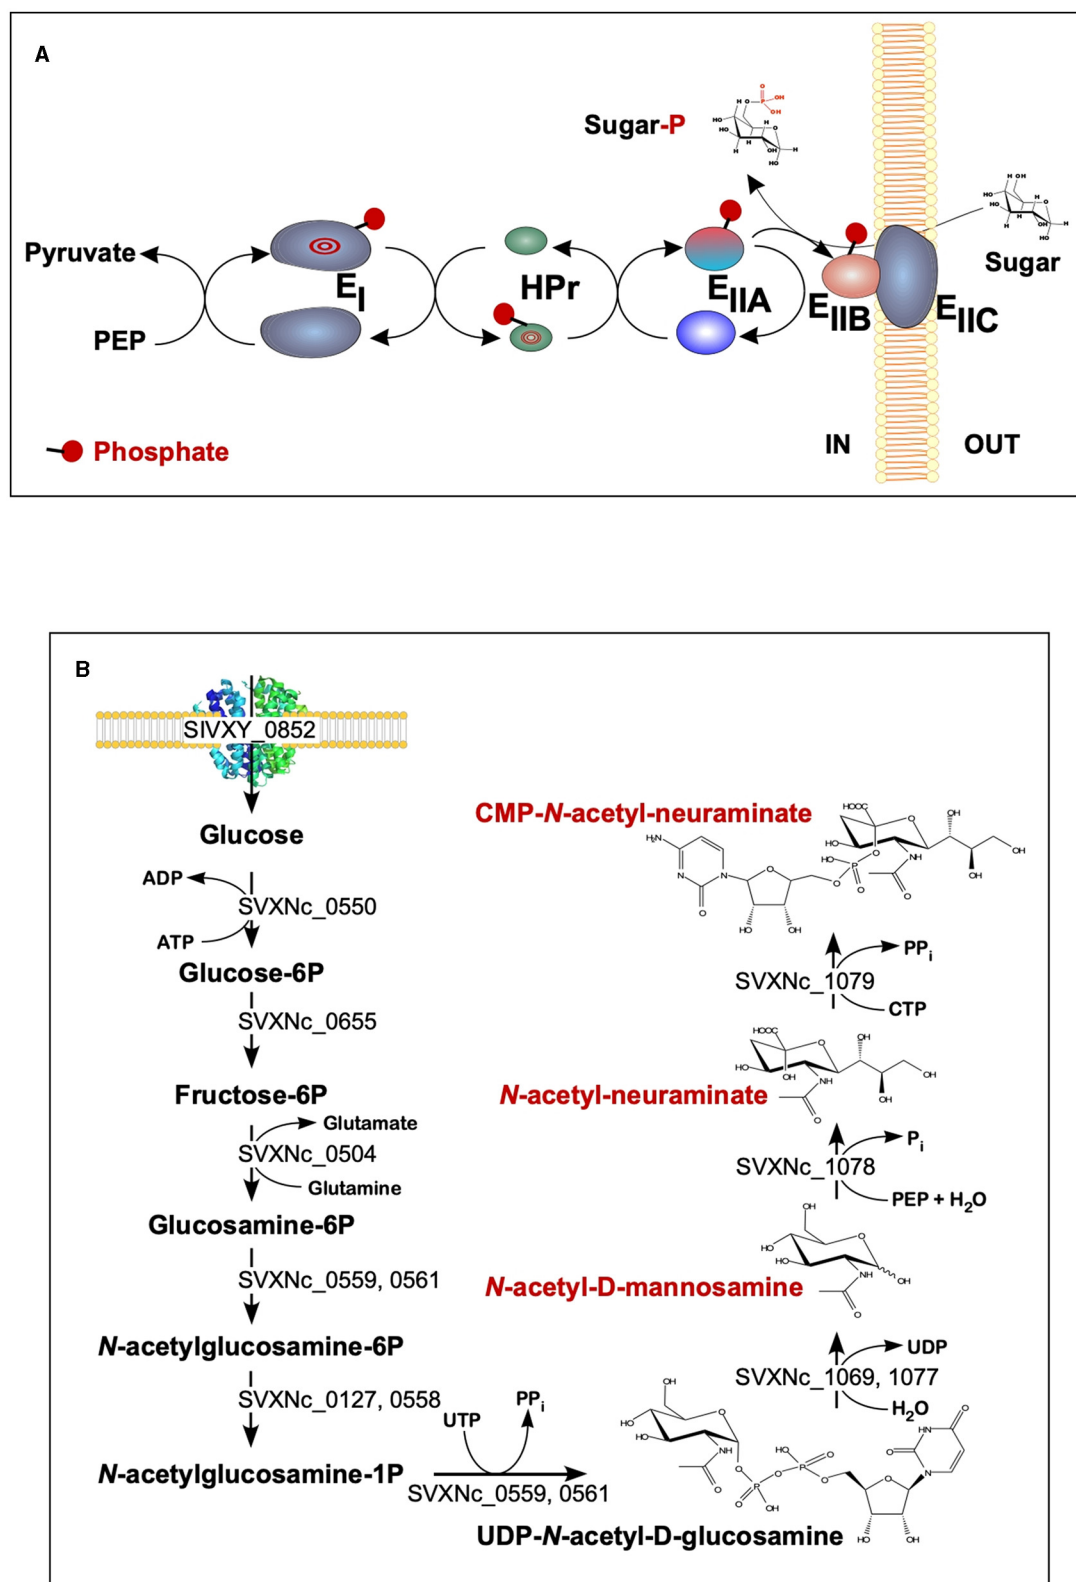 A
Sugar-P
Pyruvate
EI
HPr
EIIA
EIIB
EIIC
Sugar
PEP
Phosphate
IN
OUT
B
SIVXY_0852
Glucose
ADP
SVXNc_0550
ATP
Glucose-6P
SVXNc_0655
Fructose-6P
Glutamate
SVXNc_0504
Glutamine
Glucosamine-6P
SVXNc_0559, 0561
N-acetylglucosamine-6P
SVXNc_0127, 0558
N-acetylglucosamine-1P
UTP
PPi
SVXNc_0559, 0561
UDP-N-acetyl-D-glucosamine
UDP
SVXNc_1069, 1077
H2O
N-acetyl-D-mannosamine
Pi
SVXNc_1078
PEP + H2O
N-acetyl-neuraminate
PPi
SVXNc_1079
CTP
CMP-N-acetyl-neuraminate